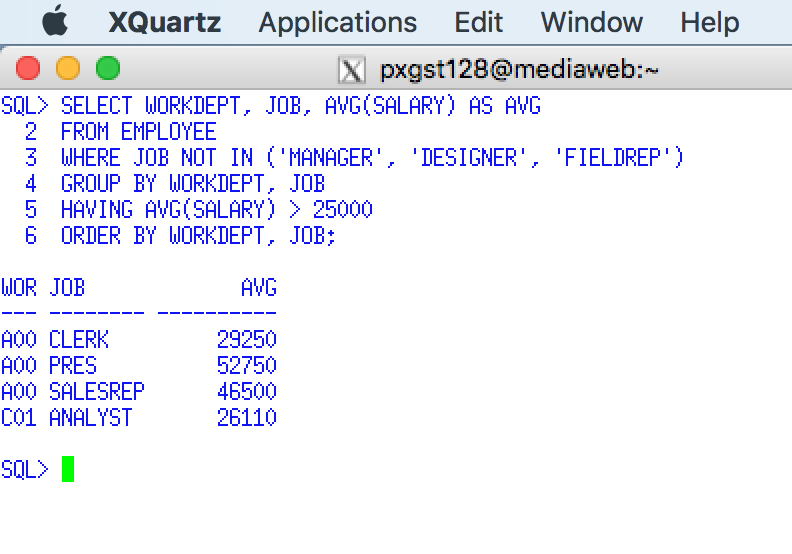 XQuartz Applications Edit Window Help
X pxgst128@mediaweb:~
SQL> SELECT WORKDEPT, JOB, AVG(SALARY) AS AVG
2 FROM EMPLOYEE
3 WHERE JOB NOT IN ('MANAGER', 'DESIGNER', 'FIELDREP')
4 GROUP BY WORKDEPT, JOB
5 HAVING AVG(SALARY) > 25000
6 ORDER BY WORKDEPT, JOB;
WOR JOB AVG
--- -------- ----------
A00 CLERK 29250
A00 PRES 52750
A00 SALESREP 46500
C01 ANALYST 26110
SQL>